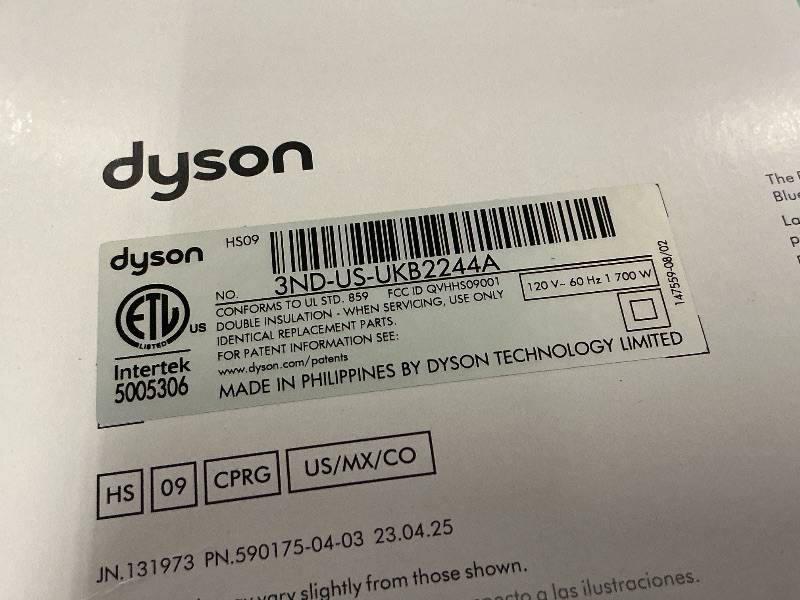 dyson
The
Blue
dyson
HS09
NO. 3ND-US-UKB2244A
CONFORMS TO UL STD. 859 FCC ID QVHHS09001
DOUBLE INSULATION - WHEN SERVICING, USE ONLY
IDENTICAL REPLACEMENT PARTS.
FOR PATENT INFORMATION SEE:
www.dyson.com/patents
MADE IN PHILIPPINES BY DYSON TECHNOLOGY LIMITED
120 V~ 60 Hz 1 700 W
147559-08/02
ETL
LISTED
US
Intertek
5005306
HS 09 CPRG US/MX/CO
JN.131973 PN.590175-04-03 23.04.25
vary slightly from those shown.
a las ilustraciones.